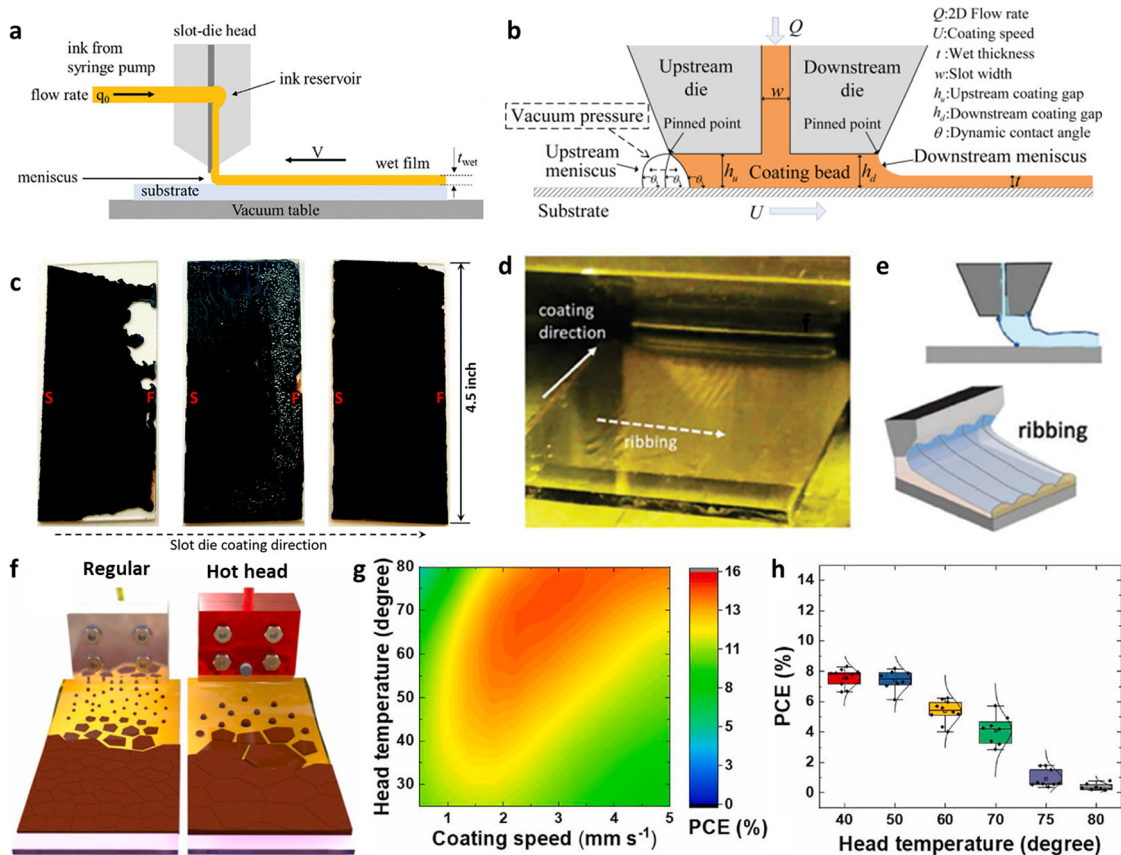 a
slot-die head
ink from
syringe pump
flow rate
q0
ink reservoir
V
wet film
twet
meniscus
substrate
Vacuum table
b
Q
Q:2D Flow rate
U:Coating speed
t :Wet thickness
w:Slot width
hu:Upstream coating gap
hd:Downstream coating gap
θ :Dynamic contact angle
Upstream
die
w
Downstream
die
Vacuum pressure
Pinned point
Pinned point
Upstream
meniscus
Downstream meniscus
θ
θ
θ
hu
Coating bead
hd
t
Substrate
U
c
S
F
S
F
S
F
4.5 inch
Slot die coating direction
d
f
coating
direction
ribbing
e
ribbing
f
Regular
Hot head
g
Head temperature (degree)
80
70
60
50
40
30
1
2
3
4
5
Coating speed (mm s-1)
16
14
13
11
10
8
6
5
3
2
0
PCE (%)
h
PCE (%)
14
12
10
8
6
4
2
0
40
50
60
70
75
80
Head temperature (degree)